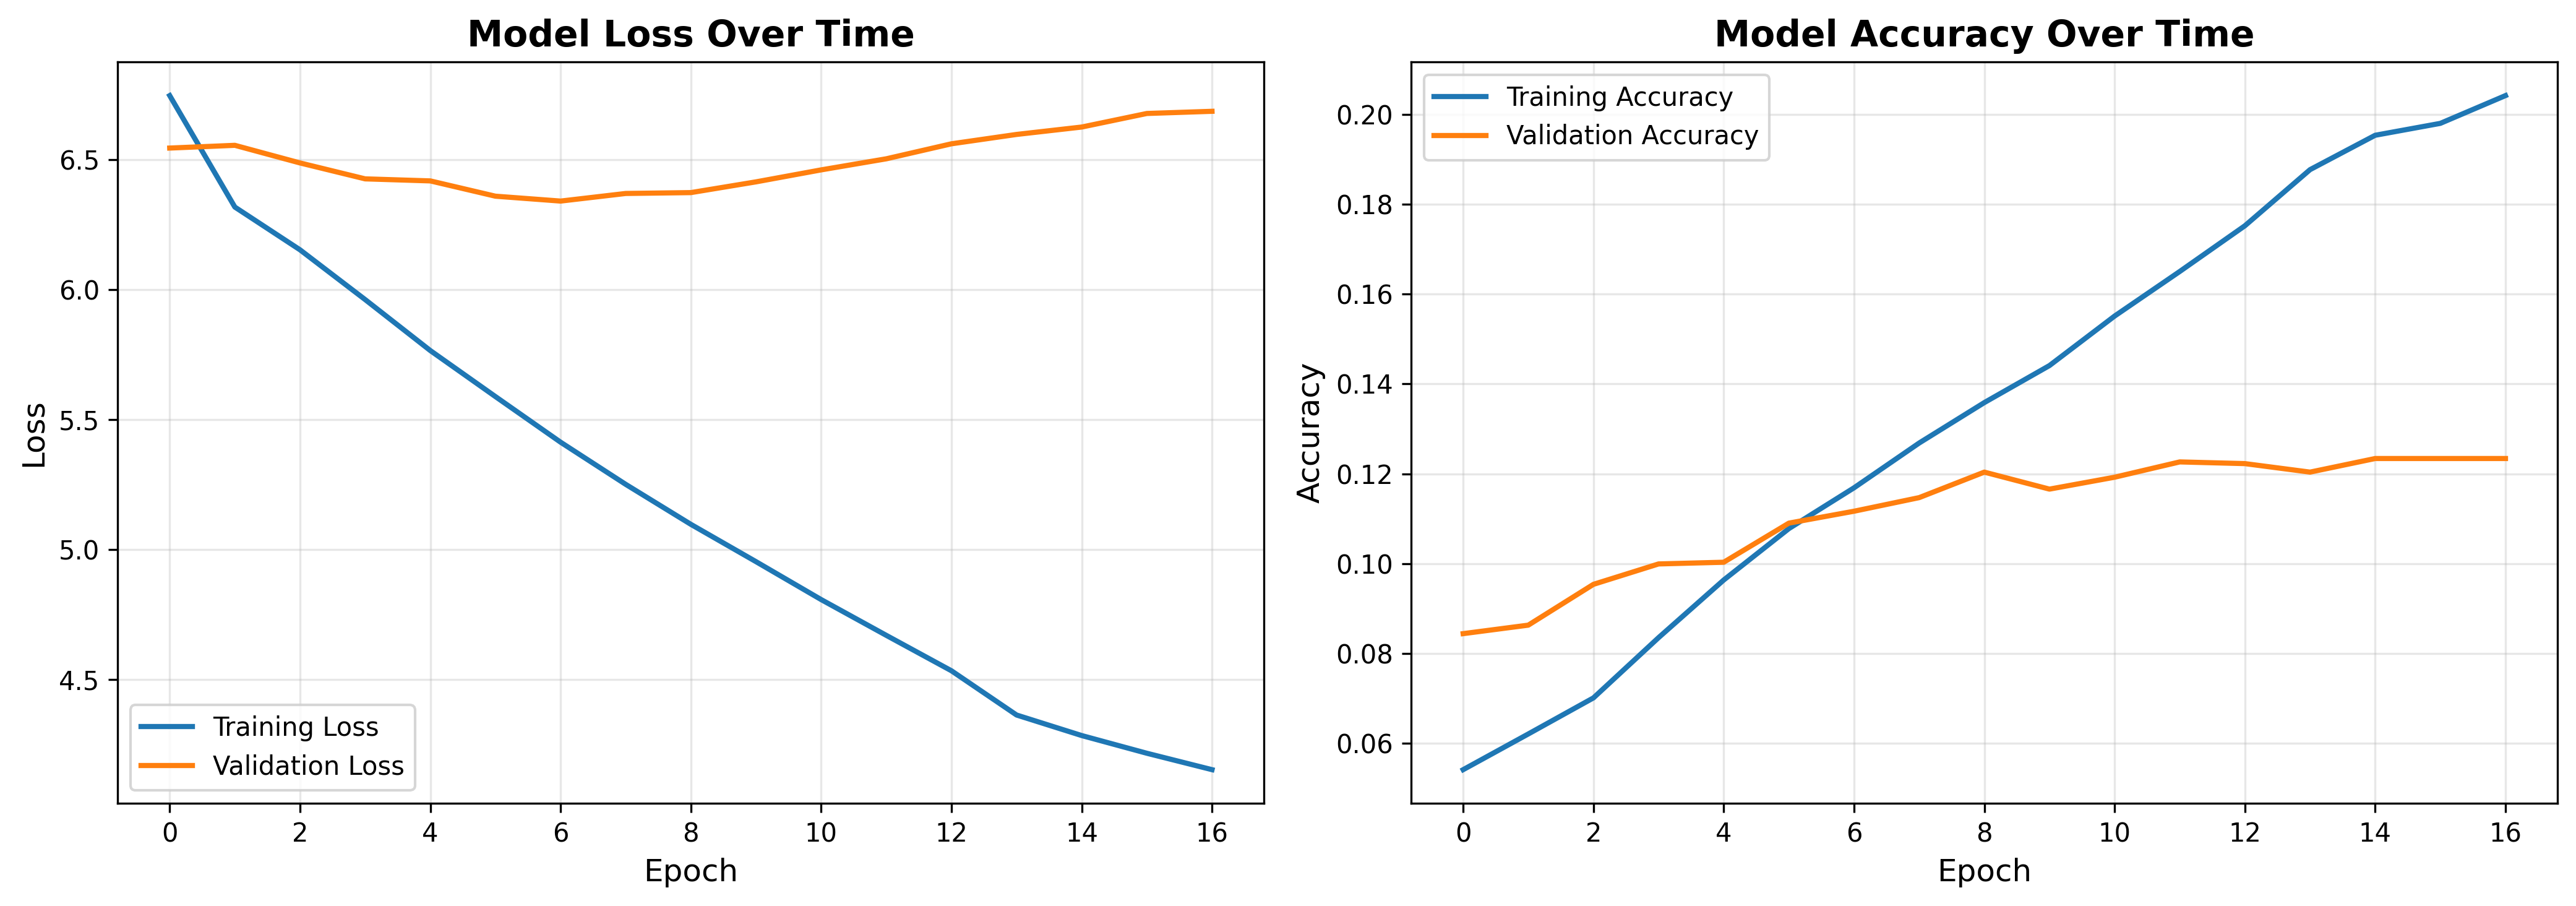 Model Loss Over Time
Loss
6.5
6.0
5.5
5.0
4.5
Training Loss
Validation Loss
0 2 4 6 8 10 12 14 16
Epoch
Model Accuracy Over Time
Accuracy
Training Accuracy
Validation Accuracy
0.20
0.18
0.16
0.14
0.12
0.10
0.08
0.06
0 2 4 6 8 10 12 14 16
Epoch